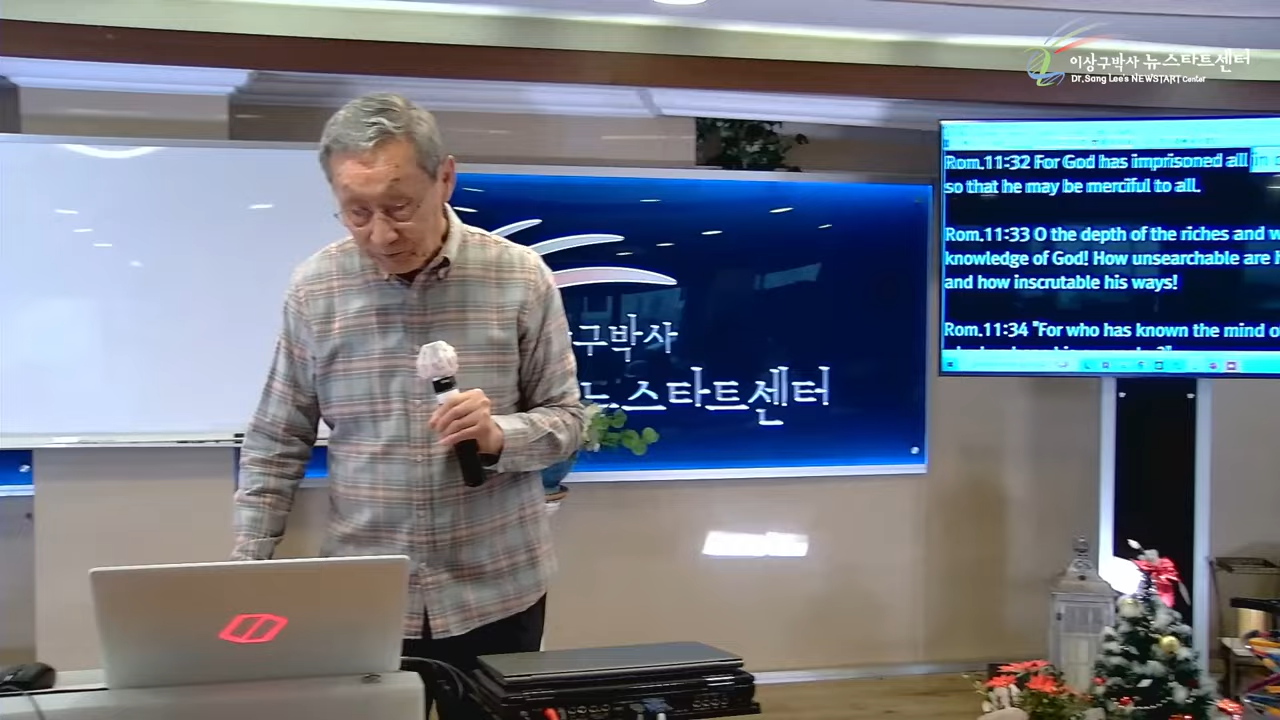 이상구박사 뉴스타트센터
Dr. Sang Lee's NEWSTART Center
Rom.11:32 For God has imprisoned all in
so that he may be merciful to all.
Rom.11:33 O the depth of the riches and
knowledge of God! How unsearchable are
and how inscrutable his ways!
Rom.11:34 "For who has known the mind
구박사
스타트센터